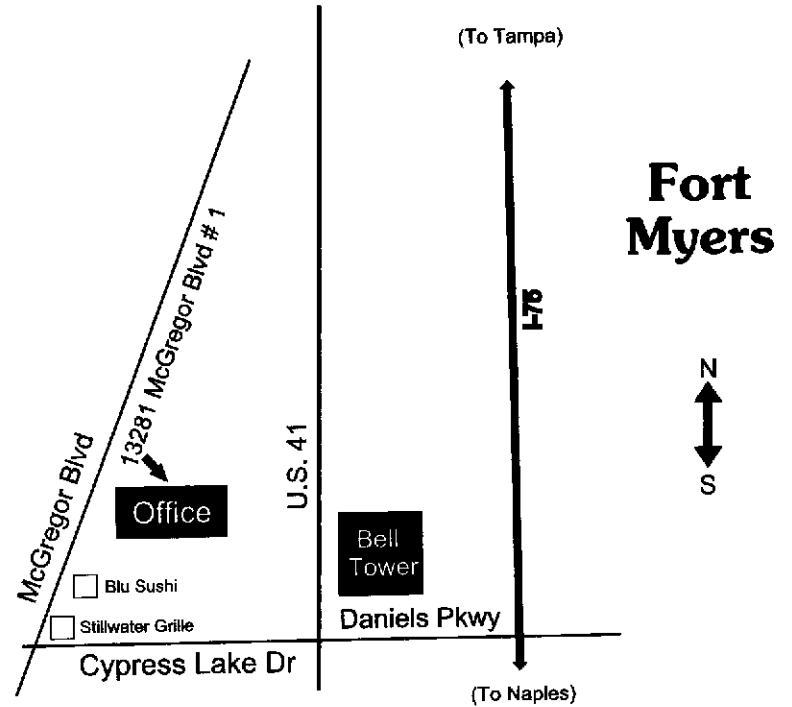 (To Tampa)
Fort
Myers
13281 McGregor Blvd # 1
I-75
N
S
McGregor Blvd
U.S. 41
Office
Bell
Tower
Blu Sushi
Stillwater Grille
Daniels Pkwy
Cypress Lake Dr
(To Naples)